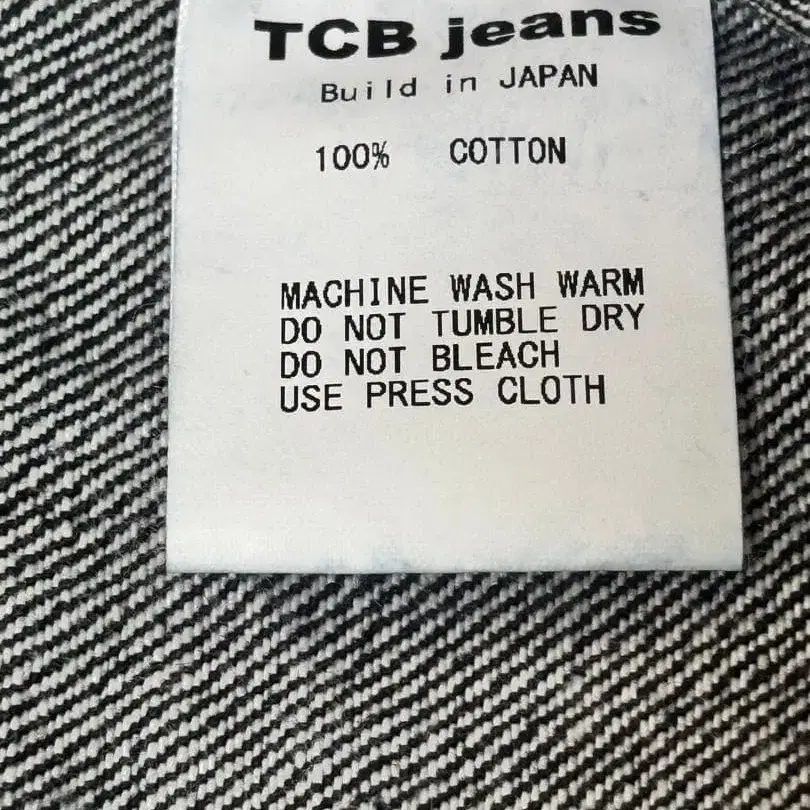 TCB jeans
Build in JAPAN
100% COTTON
MACHINE WASH WARM
DO NOT TUMBLE DRY
DO NOT BLEACH
USE PRESS CLOTH